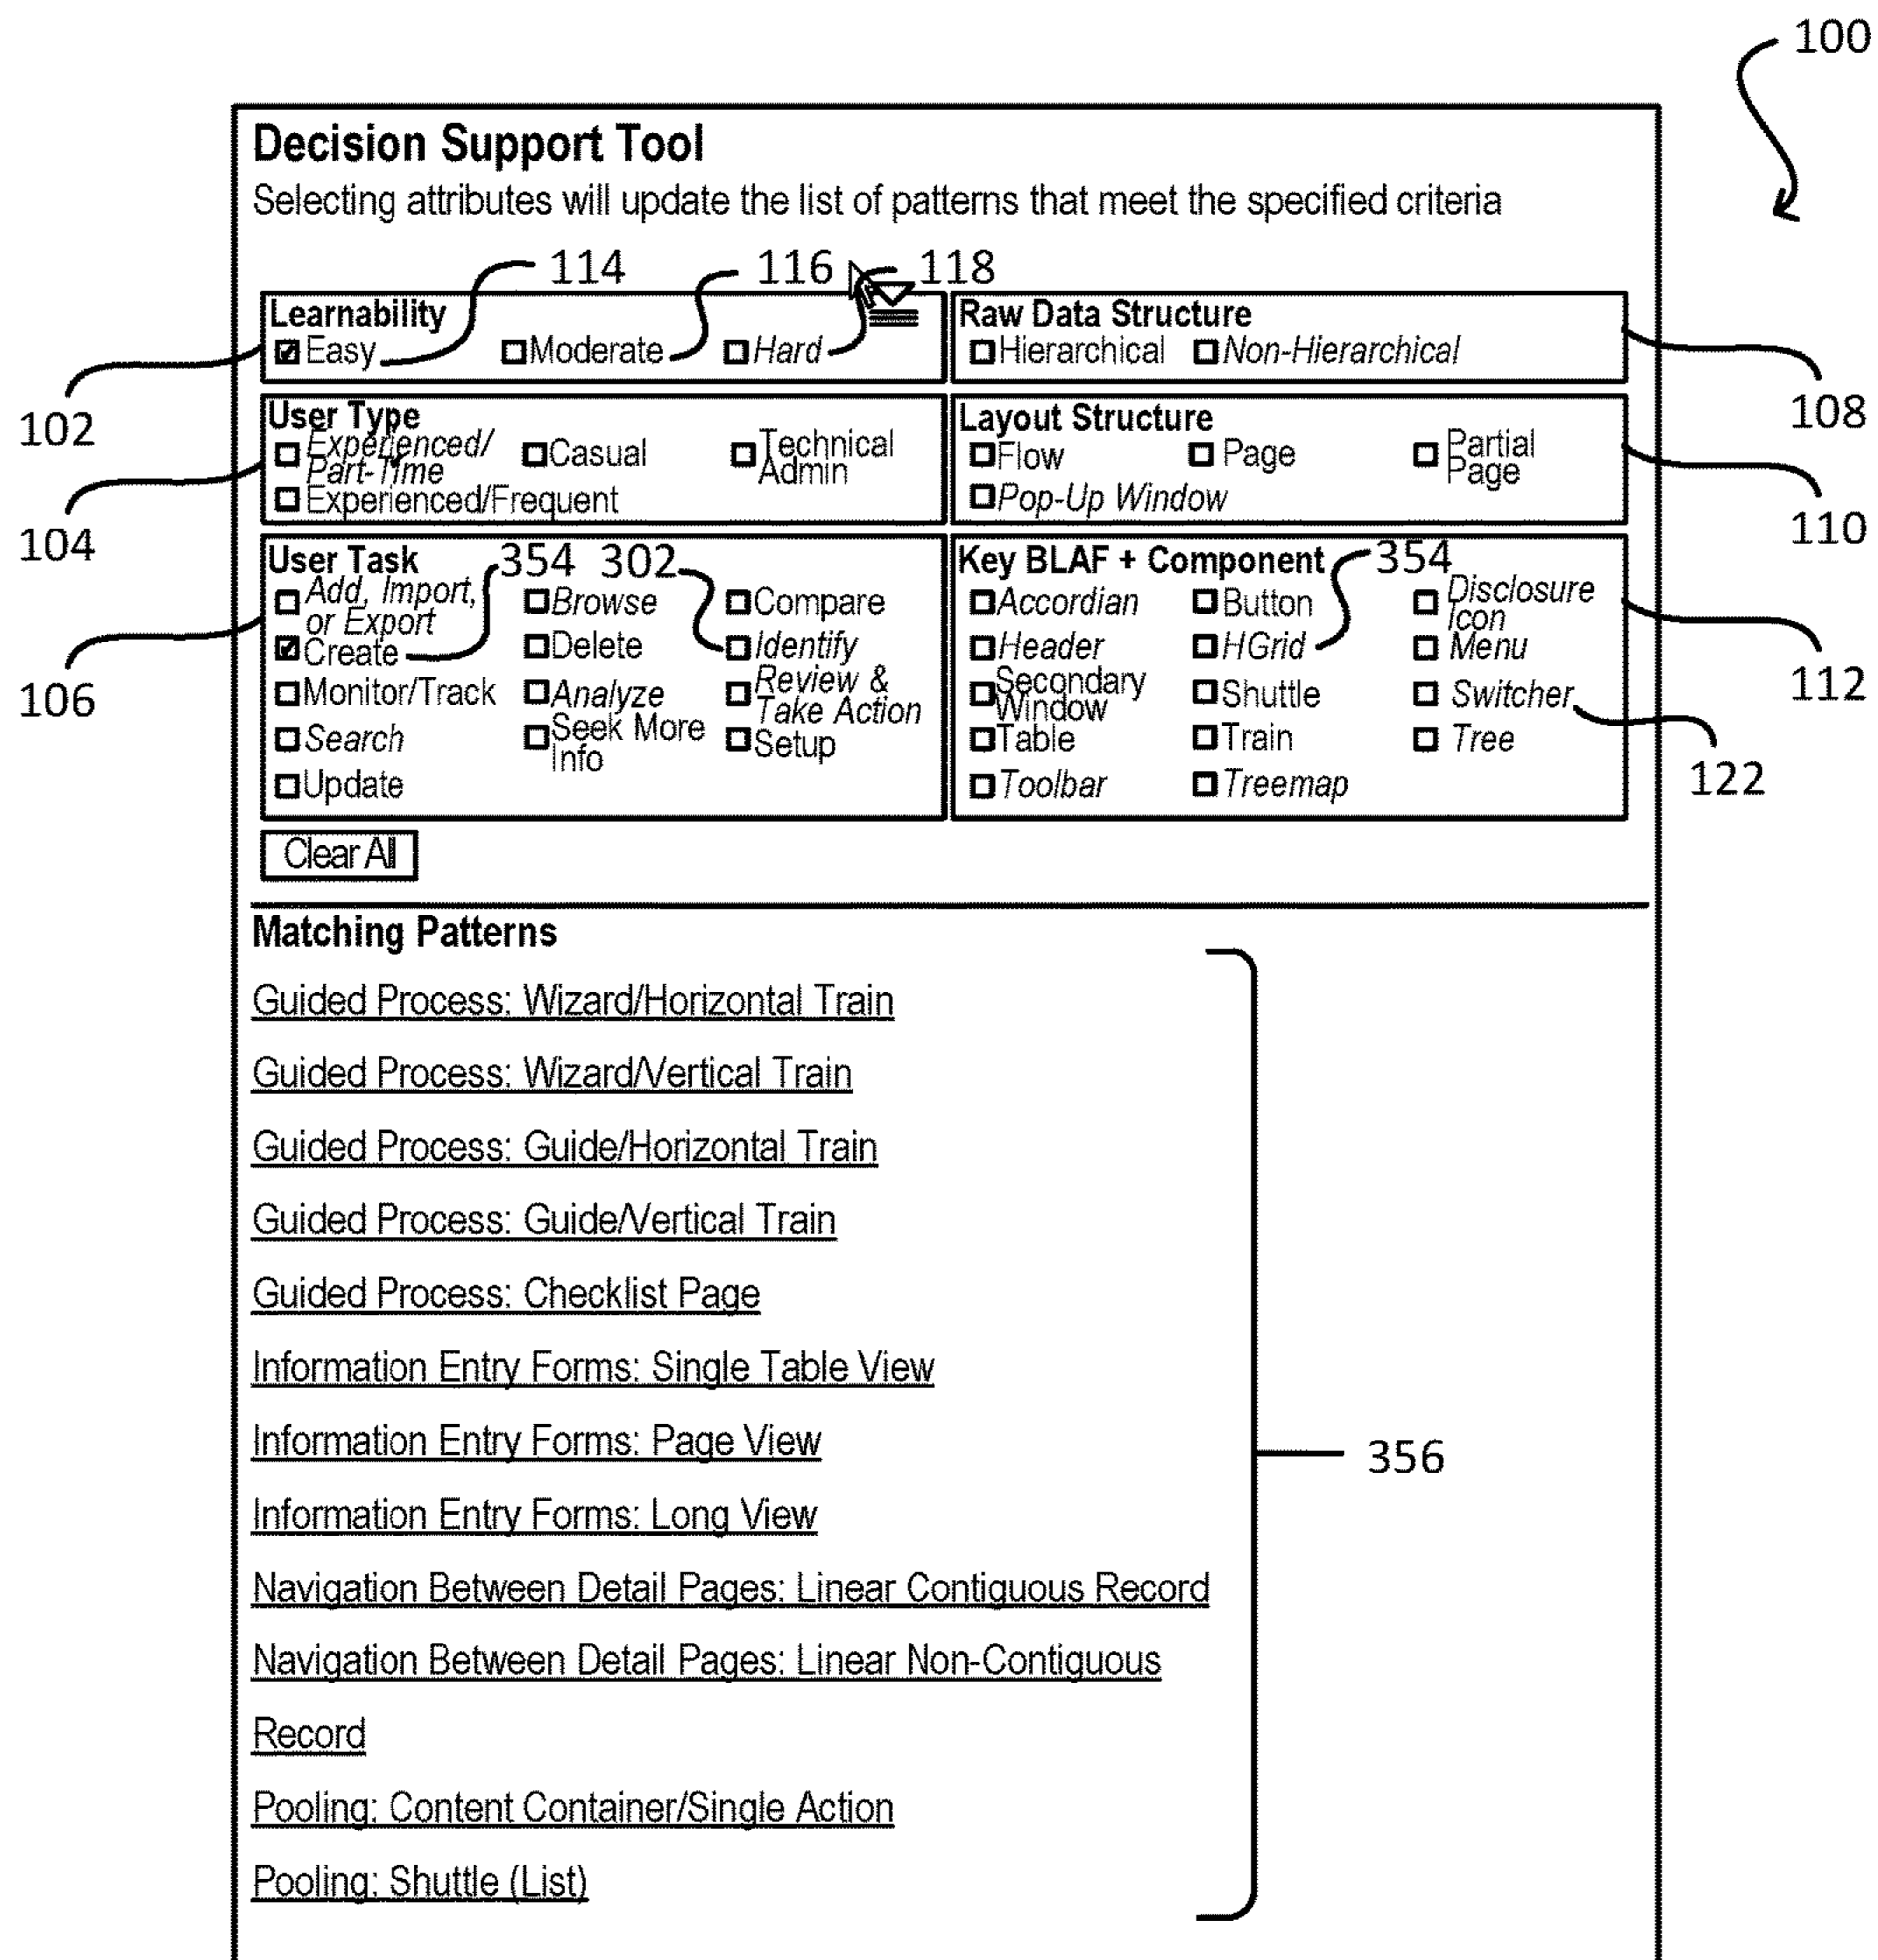 100
Decision Support Tool
Selecting attributes will update the list of patterns that meet the specified criteria
114 116 118
Learnability
Easy Moderate Hard
Raw Data Structure
Hierarchical Non-Hierarchical
102
108
User Type
Experienced/
Part-Time
Casual
Technical
Admin
Experienced/Frequent
Layout Structure
Flow Page
Partial
Page
Pop-Up Window
104
110
User Task 354 302
Add, Import,
or Export
Browse Compare
Create Delete Identify
Monitor/Track Analyze
Review &
Take Action
Search
Seek More
Info
Setup
Update
Key BLAF + Component 354
Accordian Button
Disclosure
Icon
Header HGrid Menu
Secondary
Window
Shuttle Switcher
Table Train Tree
Toolbar Treemap
106
112
122
Clear All
Matching Patterns
Guided Process: Wizard/Horizontal Train
Guided Process: Wizard/Vertical Train
Guided Process: Guide/Horizontal Train
Guided Process: Guide/Vertical Train
Guided Process: Checklist Page
Information Entry Forms: Single Table View
Information Entry Forms: Page View
356
Information Entry Forms: Long View
Navigation Between Detail Pages: Linear Contiguous Record
Navigation Between Detail Pages: Linear Non-Contiguous
Record
Pooling: Content Container/Single Action
Pooling: Shuttle (List)